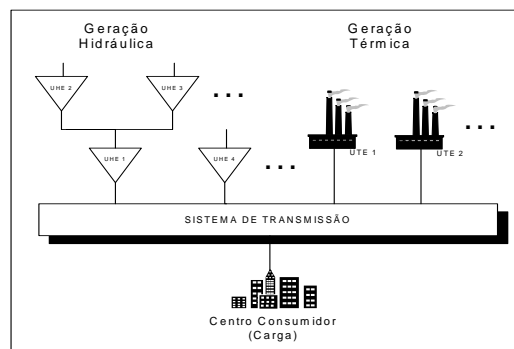 Geração
Hidráulica
Geração
Térmica
UHE 2
UHE 3
...
...
UHE 1
UHE 4
...
UTE 1
UTE 2
SISTEMA DE TRANSMISSÃO
Centro Consumidor
(Carga)